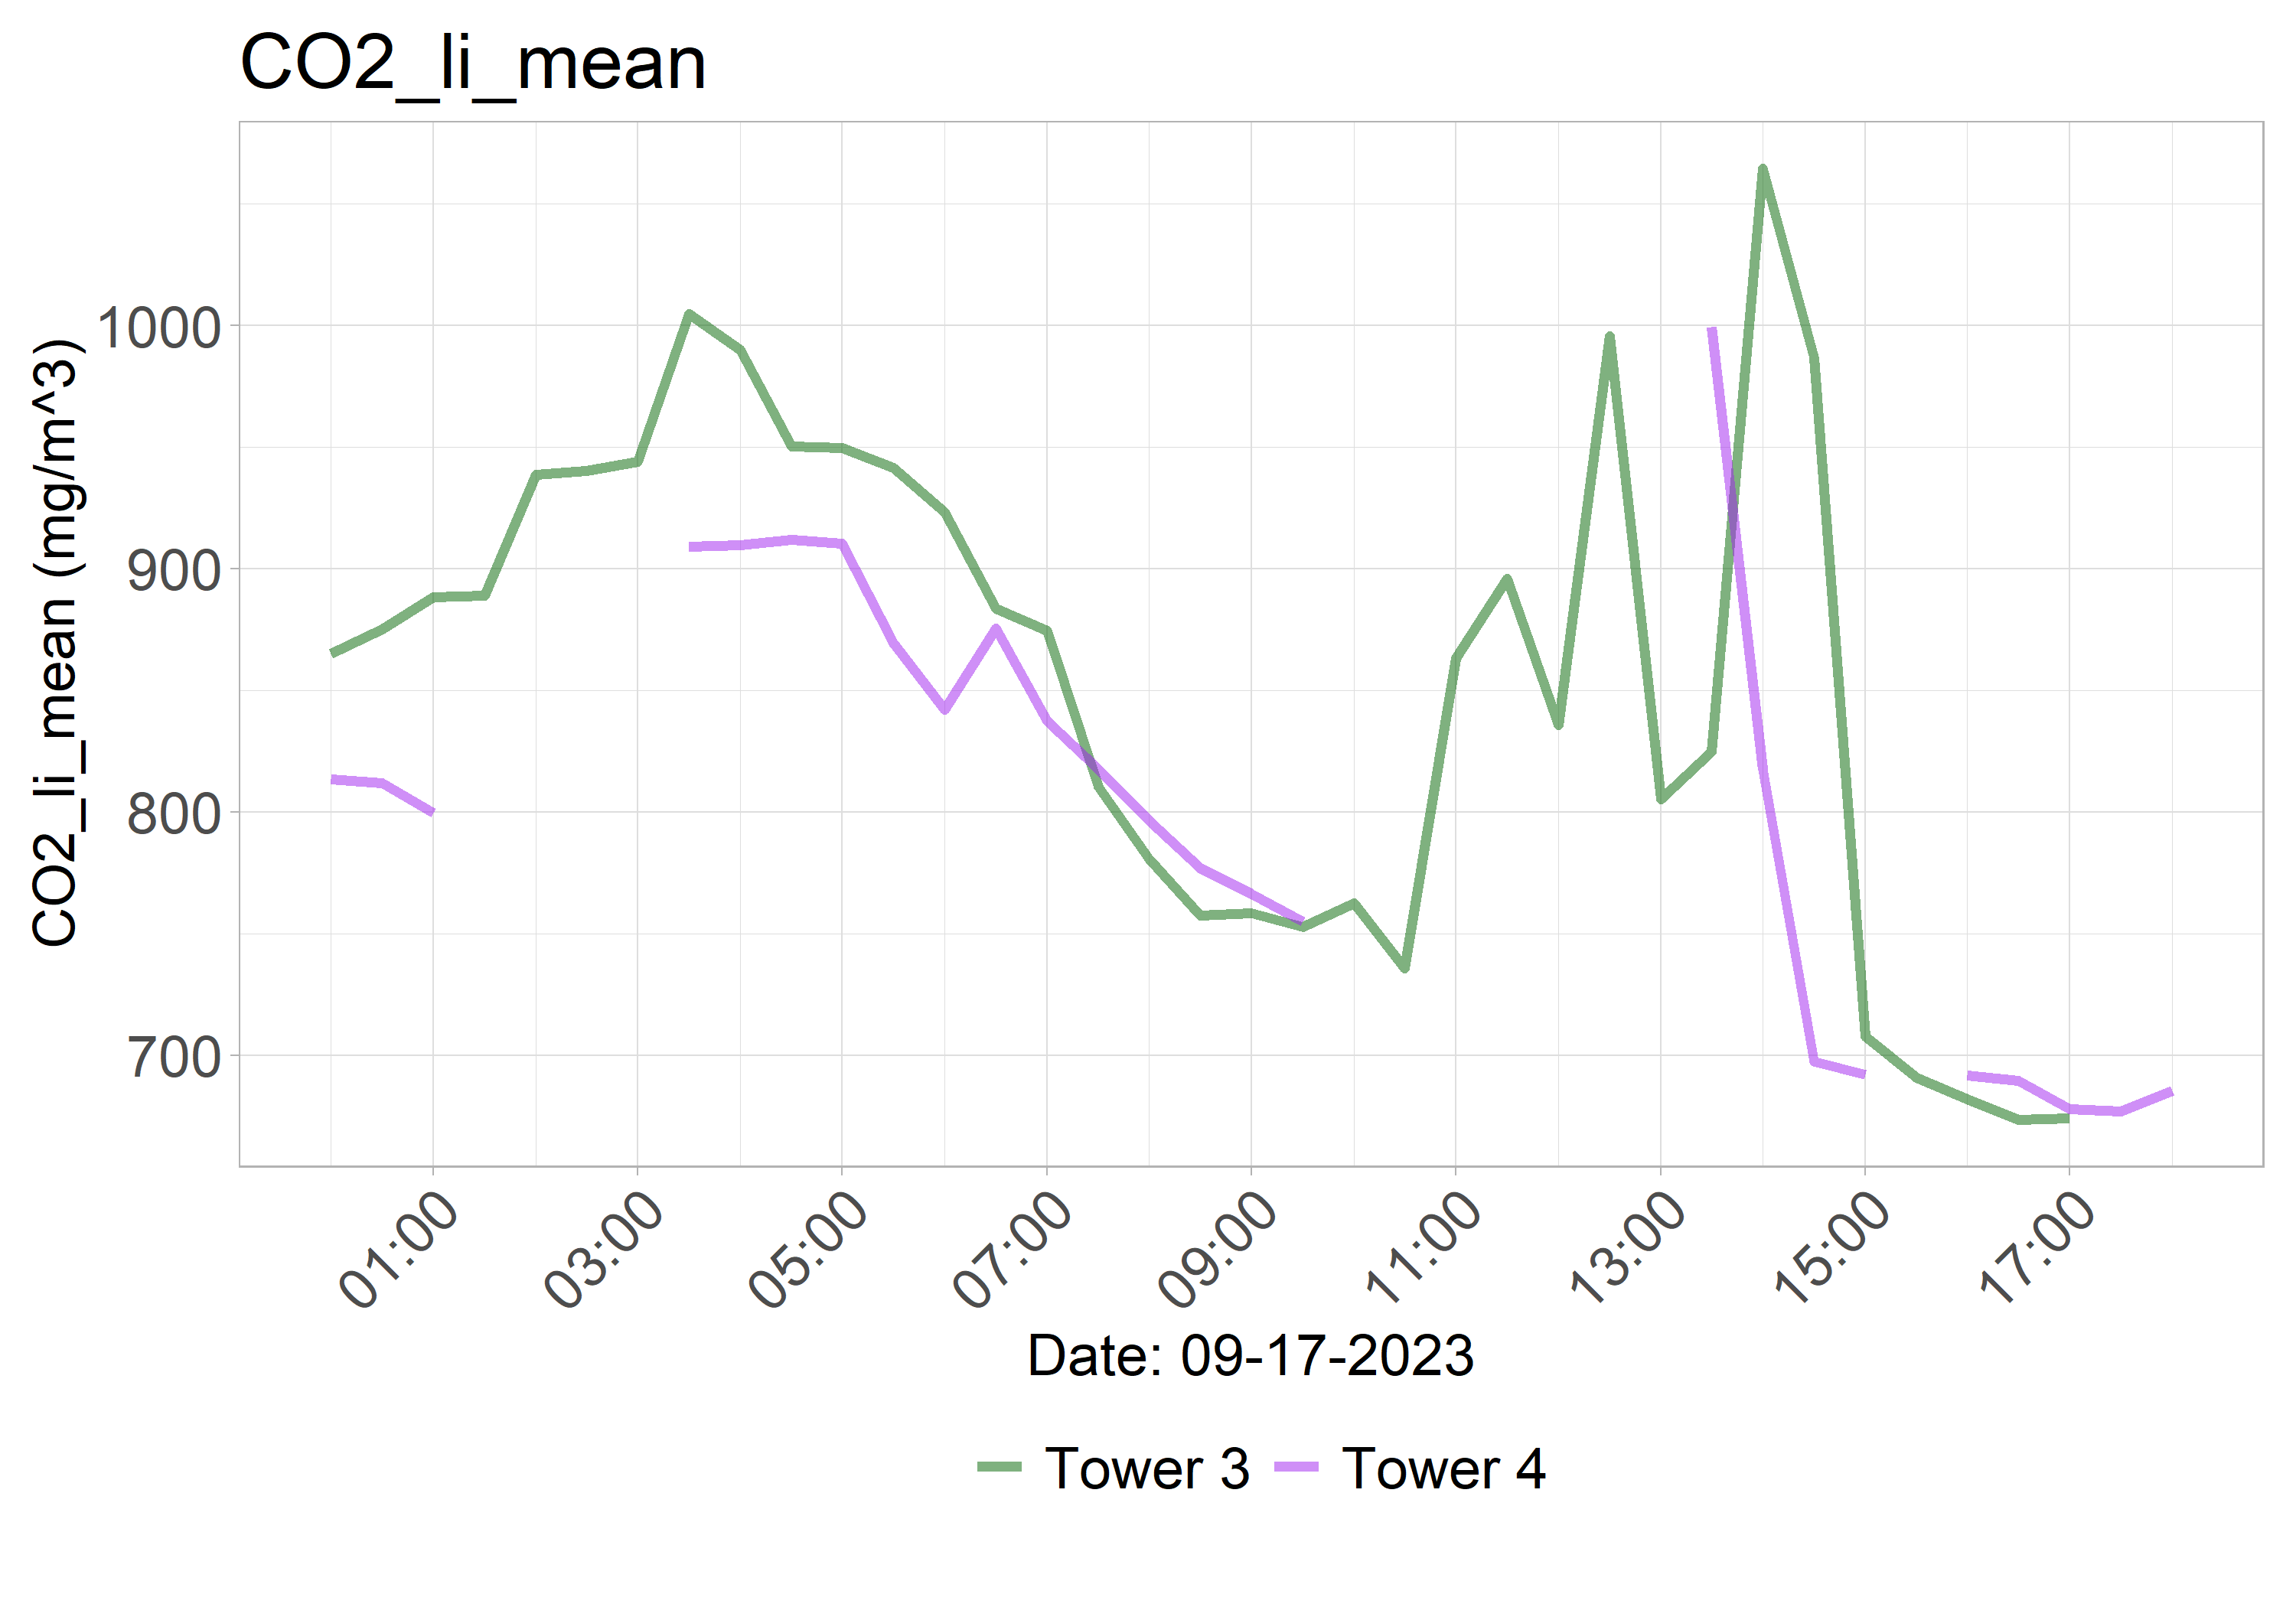 CO2_li_mean
CO2_li_mean (mg/m^3)
1000
900
800
700
01:00
03:00
05:00
07:00
09:00
11:00
13:00
15:00
17:00
Date: 09-17-2023
Tower 3
Tower 4